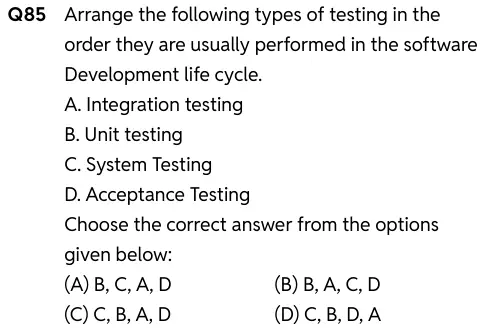 Q85 Arrange the following types of testing in the
order they are usually performed in the software
Development life cycle.
A. Integration testing
B. Unit testing
C. System Testing
D. Acceptance Testing
Choose the correct answer from the options
given below:
(A) B, C, A, D (B) B, A, C, D
(C) C, B, A, D (D) C, B, D, A